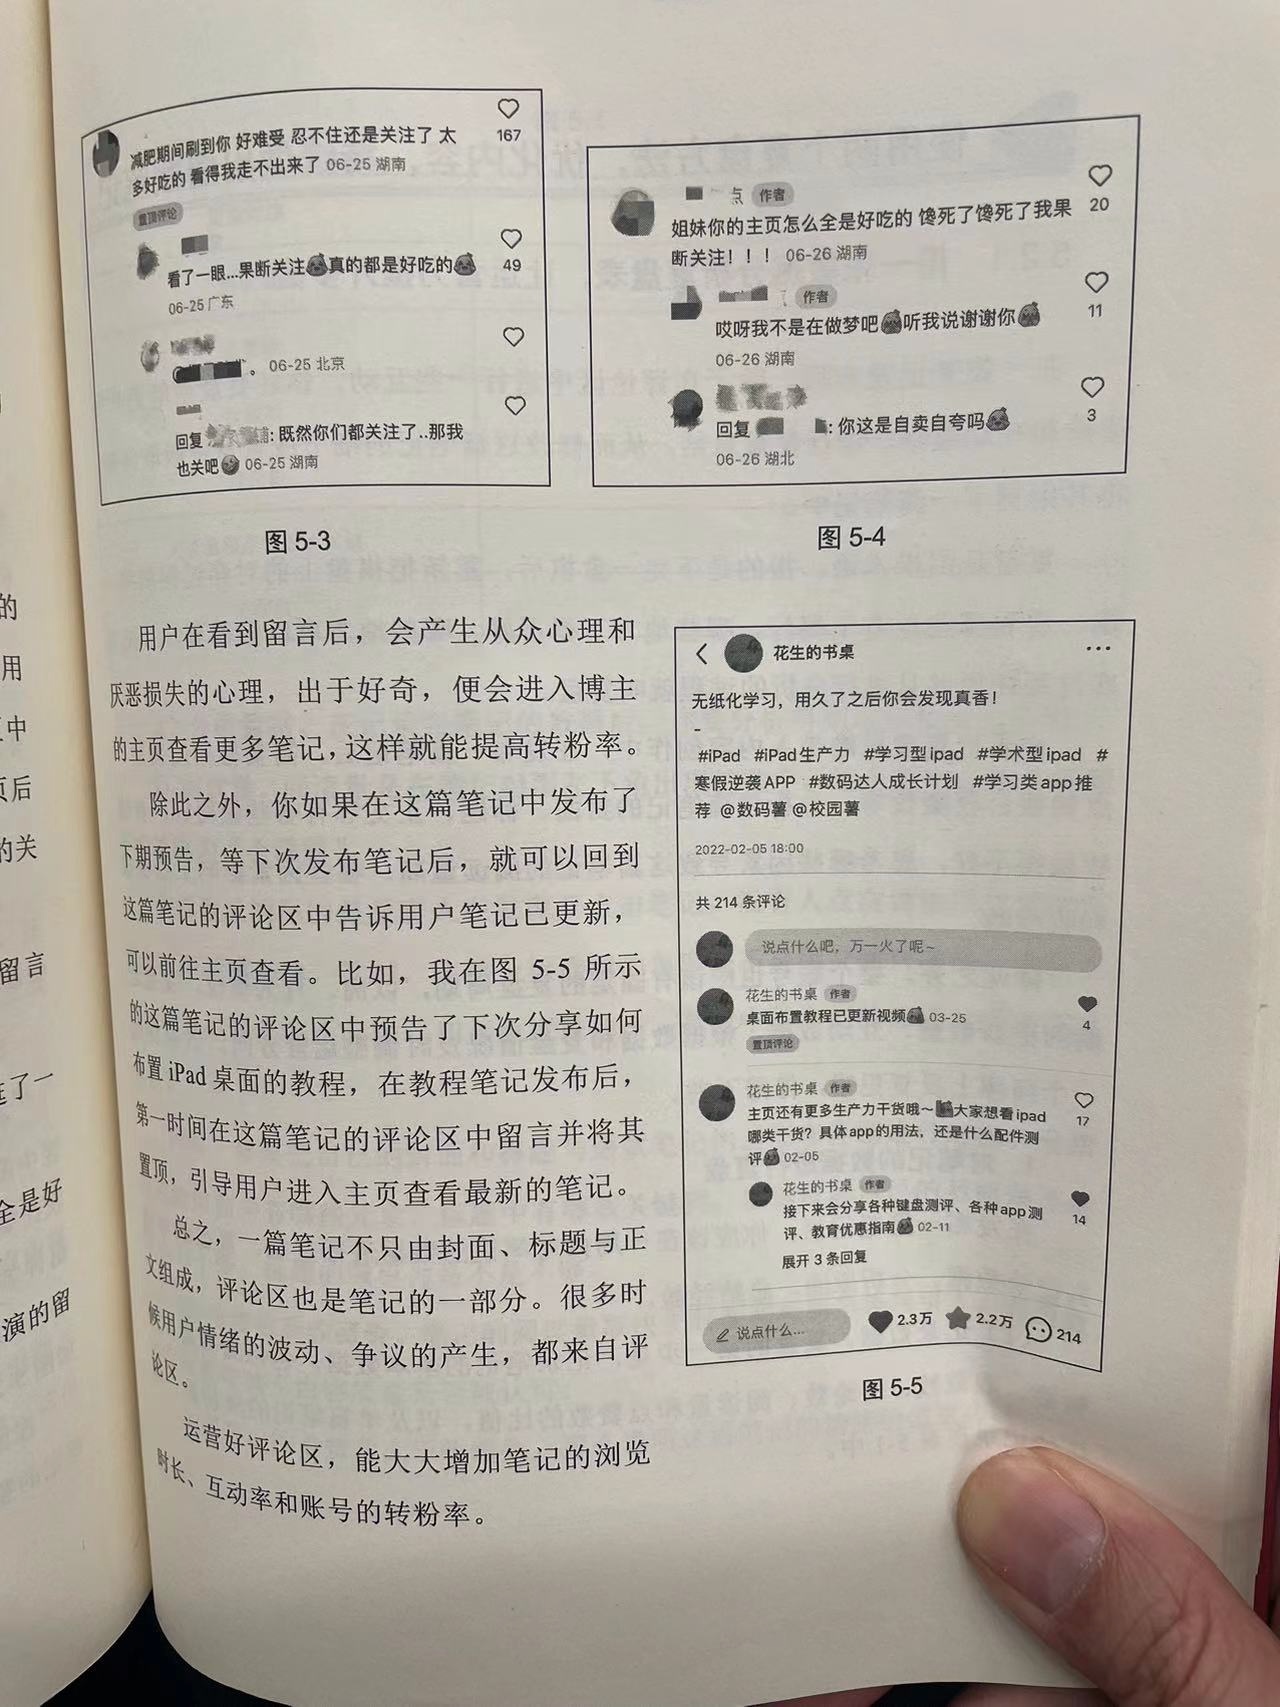 减肥期间刷到你 好难受 忍不住还是关注了 太
多好吃的 看得我走不出来了 06-25 湖南
167
置顶评论
看了一眼...果断关注真的都是好吃的
49
06-25 广东
。 06-25 北京
回复 : 既然你们都关注了..那我
也关吧 06-25 湖南
图 5-3
点 作者
姐妹你的主页怎么全是好吃的 馋死了馋死了我果
断关注！！！ 06-26 湖南
20
作者
哎呀我不是在做梦吧听我说谢谢你
11
06-26 湖南
回复 : 你这是自卖自夸吗
3
06-26 湖北
图 5-4
用户在看到留言后，会产生从众心理和
厌恶损失的心理，出于好奇，便会进入博主
的主页查看更多笔记，这样就能提高转粉率。
除此之外，你如果在这篇笔记中发布了
下期预告，等下次发布笔记后，就可以回到
这篇笔记的评论区中告诉用户笔记已更新，
可以前往主页查看。比如，我在图 5-5 所示
的这篇笔记的评论区中预告了下次分享如何
布置 iPad 桌面的教程，在教程笔记发布后，
第一时间在这篇笔记的评论区中留言并将其
置顶，引导用户进入主页查看最新的笔记。
总之，一篇笔记不只由封面、标题与正
文组成，评论区也是笔记的一部分。很多时
候用户情绪的波动、争议的产生，都来自评
论区。
运营好评论区，能大大增加笔记的浏览
时长、互动率和账号的转粉率。
花生的书桌
无纸化学习，用久了之后你会发现真香！
-
#iPad #iPad生产力 #学习型ipad #学术型ipad #
寒假逆袭APP #数码达人成长计划 #学习类app推
荐 @数码薯 @校园薯
2022-02-05 18:00
共 214 条评论
说点什么吧，万一火了呢~
花生的书桌 作者
桌面布置教程已更新视频 03-25
4
置顶评论
花生的书桌 作者
主页还有更多生产力干货哦~大家想看ipad
哪类干货？具体app的用法，还是什么配件测
评 02-05
17
花生的书桌 作者
接下来会分享各种键盘测评、各种app测
评、教育优惠指南 02-11
14
展开 3 条回复
说点什么... 2.3万 2.2万 214
图 5-5
的
用
中
页后
的关
留言
逛了一
全是好
演的留